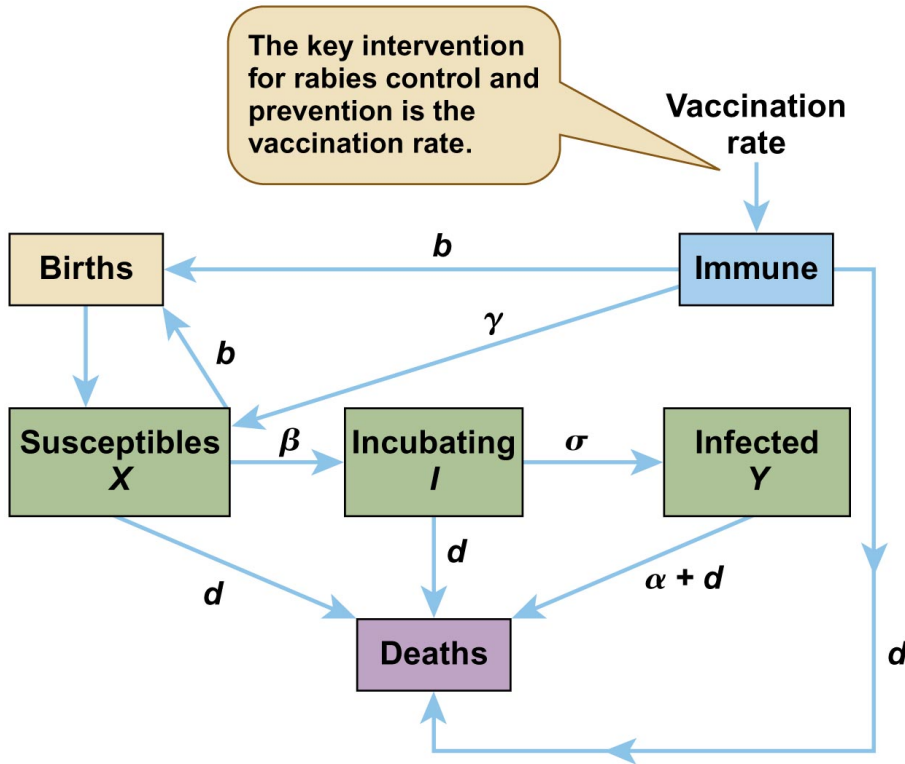 The key intervention
for rabies control and
prevention is the
vaccination rate.
Vaccination
rate
Births
b
Immune
γ
b
Susceptibles
X
β
Incubating
I
σ
Infected
Y
d
d
α + d
Deaths
d